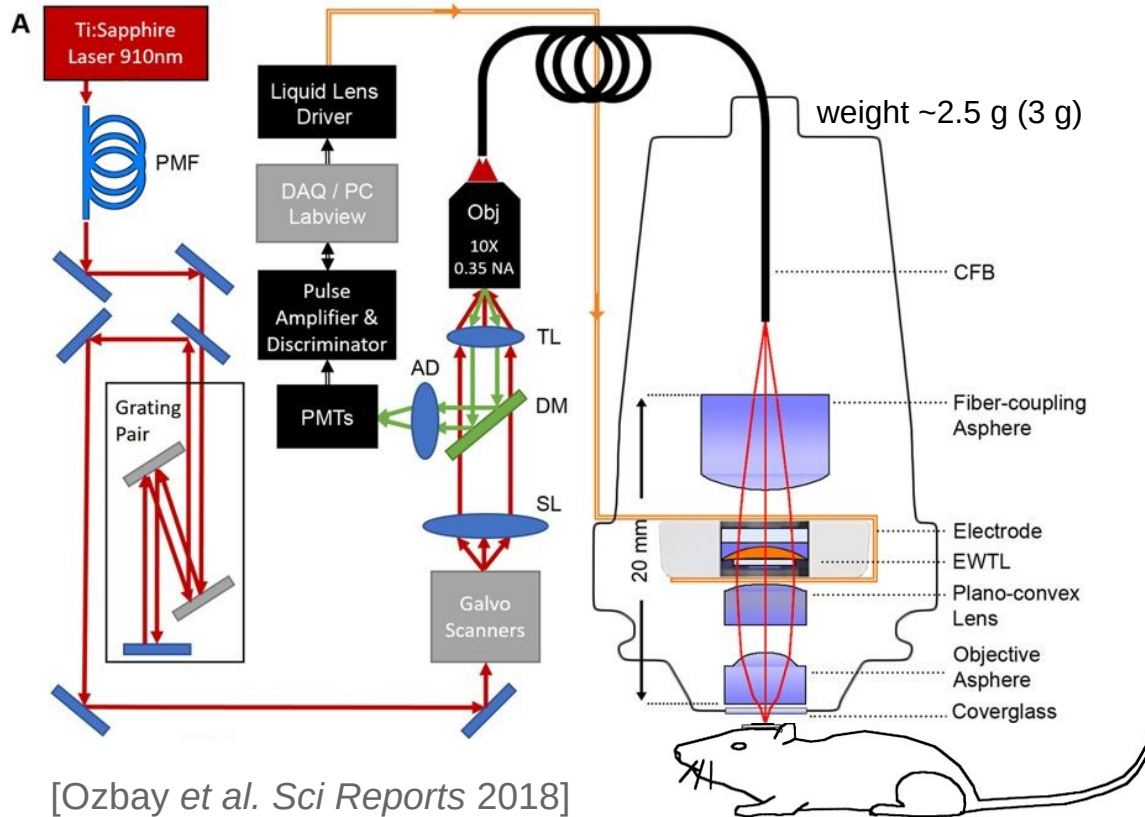 A
Ti:Sapphire
Laser 910nm
PMF
Liquid Lens
Driver
DAQ / PC
Labview
Pulse
Amplifier &
Discriminator
PMTs
AD
Obj
10X
0.35 NA
TL
DM
SL
Galvo
Scanners
Grating
Pair
weight ~2.5 g (3 g)
CFB
Fiber-coupling
Asphere
20 mm
Electrode
EWTL
Plano-convex
Lens
Objective
Asphere
Coverglass
[Ozbay et al. Sci Reports 2018]